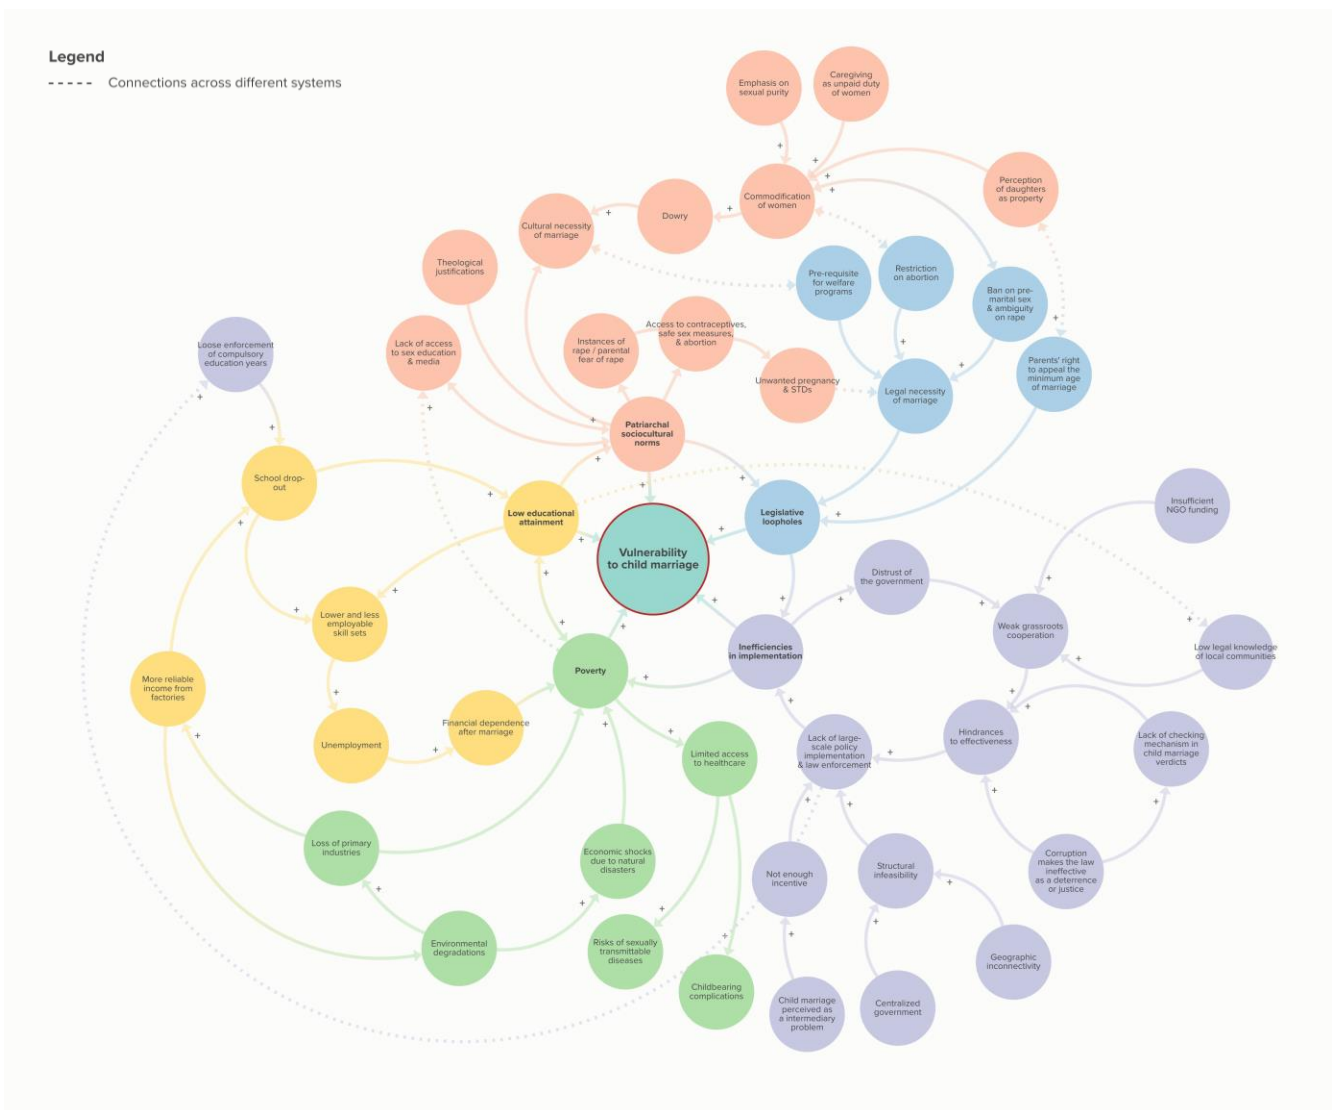 Legend
Connections across different systems
Emphasis on
sexual purity
Caregiving
as unpaid duty
of women
Commodification
of women
Perception
of daughters
as property
Dowry
Cultural necessity
of marriage
Theological
justifications
Pre-requisite
for welfare
programs
Restriction
on abortion
Ban on pre-
marital sex
& ambiguity
on rape
Lack of access
to sex education
& media
Instances of
rape / parental
fear of rape
Access to contraceptives,
safe sex measures,
& abortion
Unwanted pregnancy
& STDs
Legal necessity
of marriage
Parents' right
to appeal the
minimum age
of marriage
Loose enforcement
of compulsory
education years
Patriarchal
sociocultural
norms
School drop-
out
Low educational
attainment
Legislative
loopholes
Insufficient
NGO funding
Vulnerability
to child marriage
Distrust of
the government
Lower and less
employable
skill sets
Weak grassroots
cooperation
Low legal knowledge
of local communities
Inefficiencies
in implementation
Poverty
More reliable
income from
factories
Financial dependence
after marriage
Unemployment
Limited access
to healthcare
Lack of large-
scale policy
implementation
& law enforcement
Hindrances
to effectiveness
Lack of checking
mechanism in
child marriage
verdicts
Loss of primary
industries
Economic shocks
due to natural
disasters
Not enough
incentive
Structural
infeasibility
Corruption
makes the law
ineffective
as a deterrence
or justice
Environmental
degradations
Risks of sexually
transmittable
diseases
Childbearing
complications
Child marriage
perceived as
a intermediary
problem
Centralized
government
Geographic
inconnectivity